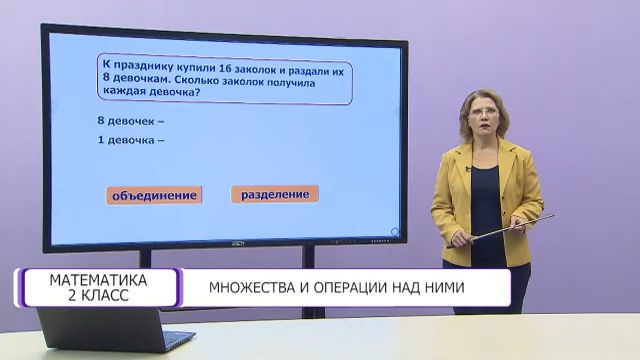 К празднику купили 16 заколок и раздали их
8 девочкам. Сколько заколок получила
каждая девочка?
8 девочек –
1 девочка –
объединение разделение
МАТЕМАТИКА
2 КЛАСС
МНОЖЕСТВА И ОПЕРАЦИИ НАД НИМИ